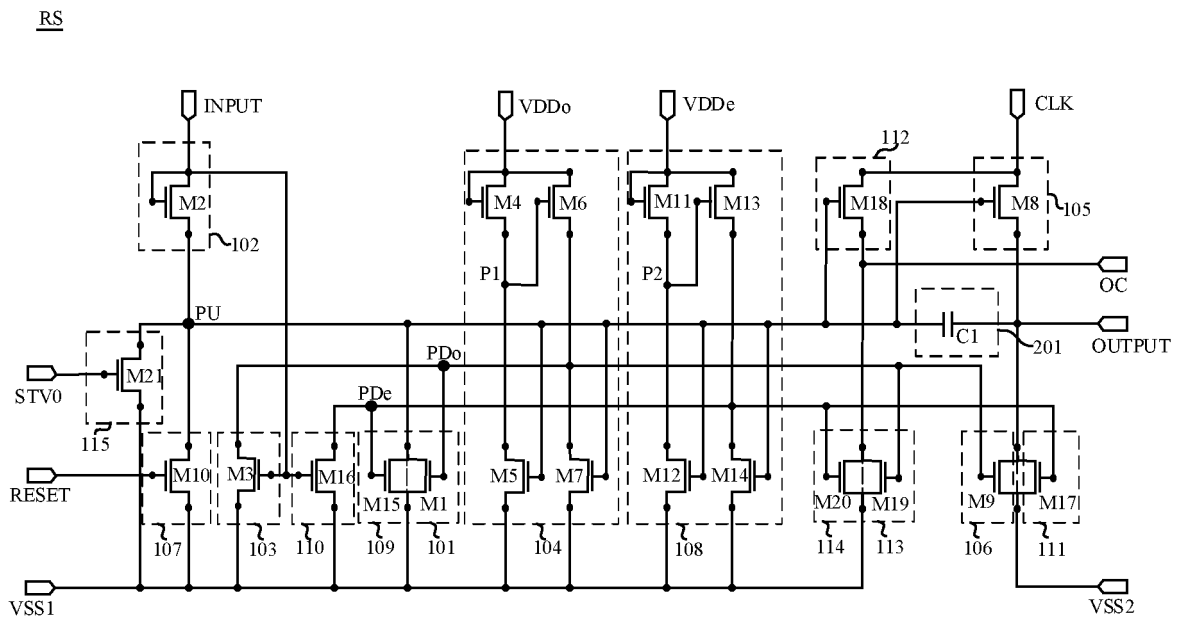 RS
INPUT
VDDo
VDDe
CLK
112
M2
M4
M6
M11
M13
M18
M8
105
102
P1
P2
OC
PU
C1
201
OUTPUT
PDo
M21
STV0
PDe
115
M10
M3
M16
M15
M1
M5
M7
M12
M14
M20
M19
M9
M17
RESET
107
103
110
109
101
104
108
114
113
106
111
VSS1
VSS2